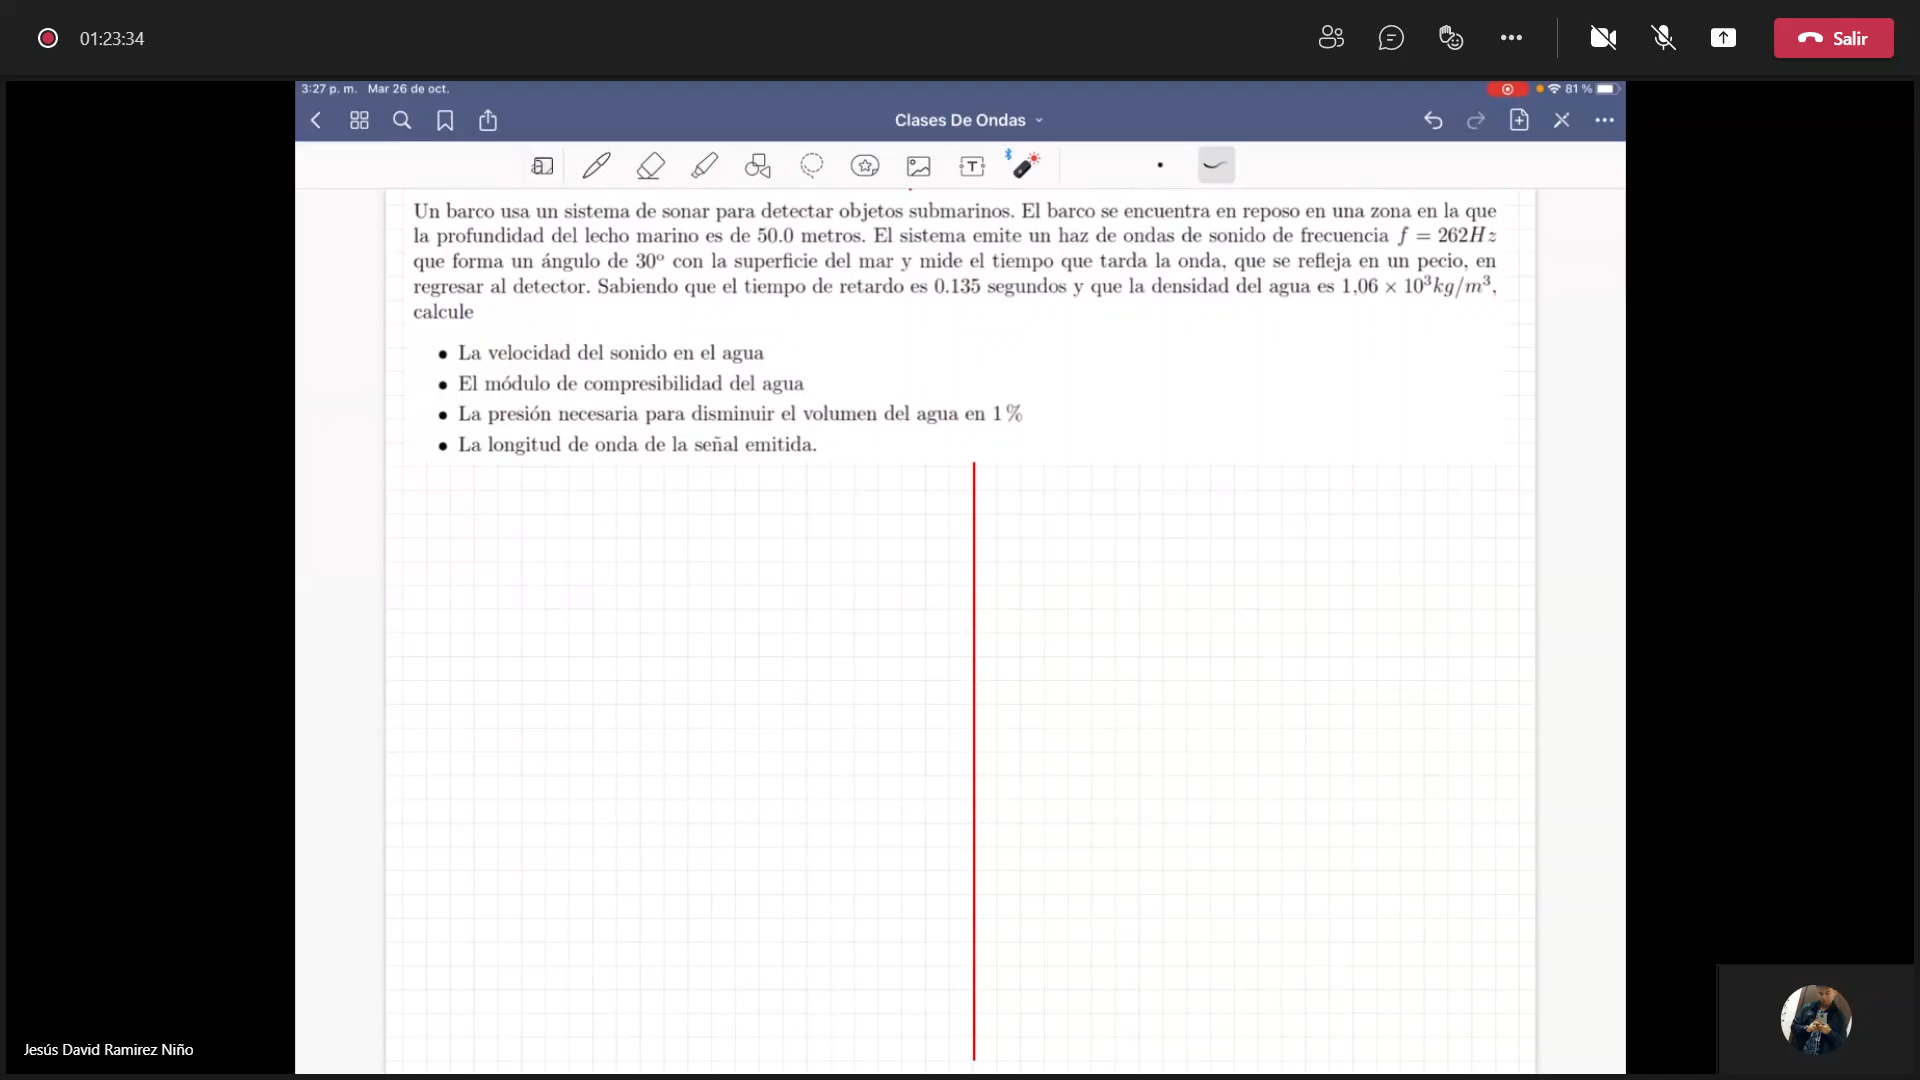 01:23:34
Salir
3:27 p. m. Mar 26 de oct.
81 %
Clases De Ondas
T
Un barco usa un sistema de sonar para detectar objetos submarinos. El barco se encuentra en reposo en una zona en la que
la profundidad del lecho marino es de 50.0 metros. El sistema emite un haz de ondas de sonido de frecuencia f = 262Hz
que forma un ángulo de 30º con la superficie del mar y mide el tiempo que tarda la onda, que se refleja en un pecio, en
regresar al detector. Sabiendo que el tiempo de retardo es 0.135 segundos y que la densidad del agua es 1,06 × 10³kg/m³,
calcule
• La velocidad del sonido en el agua
• El módulo de compresibilidad del agua
• La presión necesaria para disminuir el volumen del agua en 1 %
• La longitud de onda de la señal emitida.
Jesús David Ramirez Niño